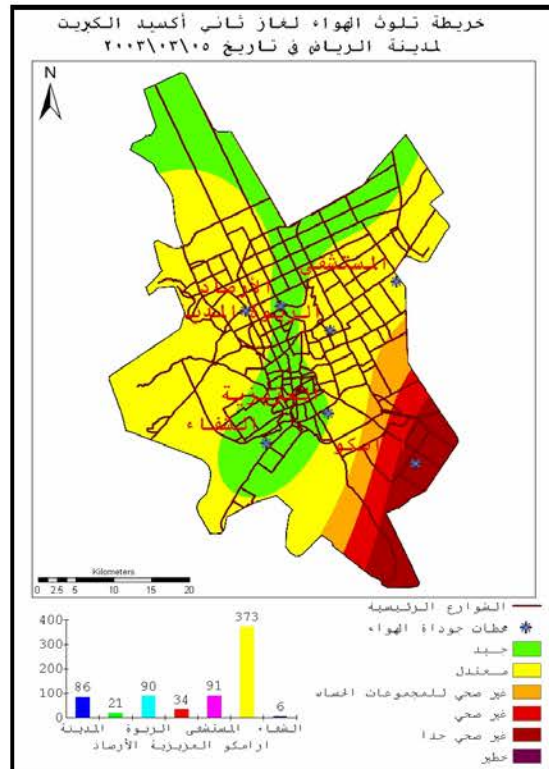 خريطة تلوث الهواء لغاز ثاني أكسيد الكبريت
لمدينة الرياض في تاريخ ٢٠٠٣\٠٣\٠٥
N
المستشفى
الأرصاد
العزيزية
الشفاء
Kilometers
0 2.5 5 10 15 20
الشوارع الرئيسية
محطات جوداة الهواء
جيد
معتدل
غير صحي للمجموعات الحساسة
غير صحي
غير صحي جدا
خطير
400
300
200
100
0
86 21 90 34 91 373 6
المدينة الربوة المستشفى الشفاء
ارامكو العزيزية الأرصاد